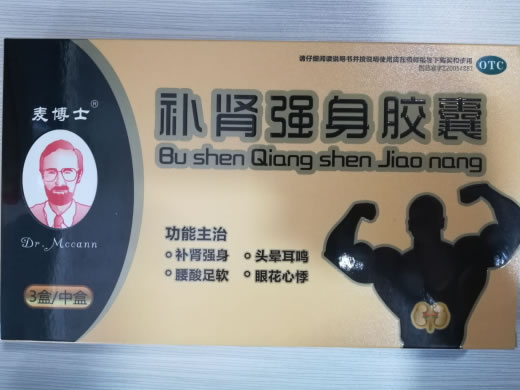 请仔细阅读说明书并按说明使用或在药师指导下购买和使用
OTC
麦博士®
补肾强身胶囊
Bu shen Qiang shen Jiao nang
Dr. Mccann
功能主治
•补肾强身 •头晕耳鸣
•腰酸足软 •眼花心悸
3盒/中盒